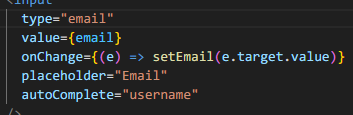 <input
type="email"
value={email}
onChange={(e) => setEmail(e.target.value)}
placeholder="Email"
autoComplete="username"
/>